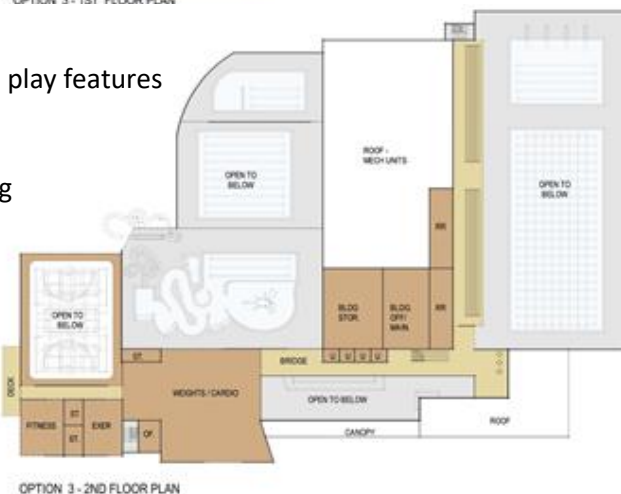 OPTION 3 - 1ST FLOOR PLAN
play features
g
ROOF -
MECH UNITS
OPEN TO
BELOW
OPEN TO
BELOW
RR
OPEN TO
BELOW
BLDG
STOR.
BLDG
OFF/
MAIN.
RR
ST.
BRIDGE
DECK
WEIGHTS / CARDIO
OPEN TO BELOW
FITNESS
ST
ST.
EXER
OF.
CANOPY
ROOF
OPTION 3 - 2ND FLOOR PLAN